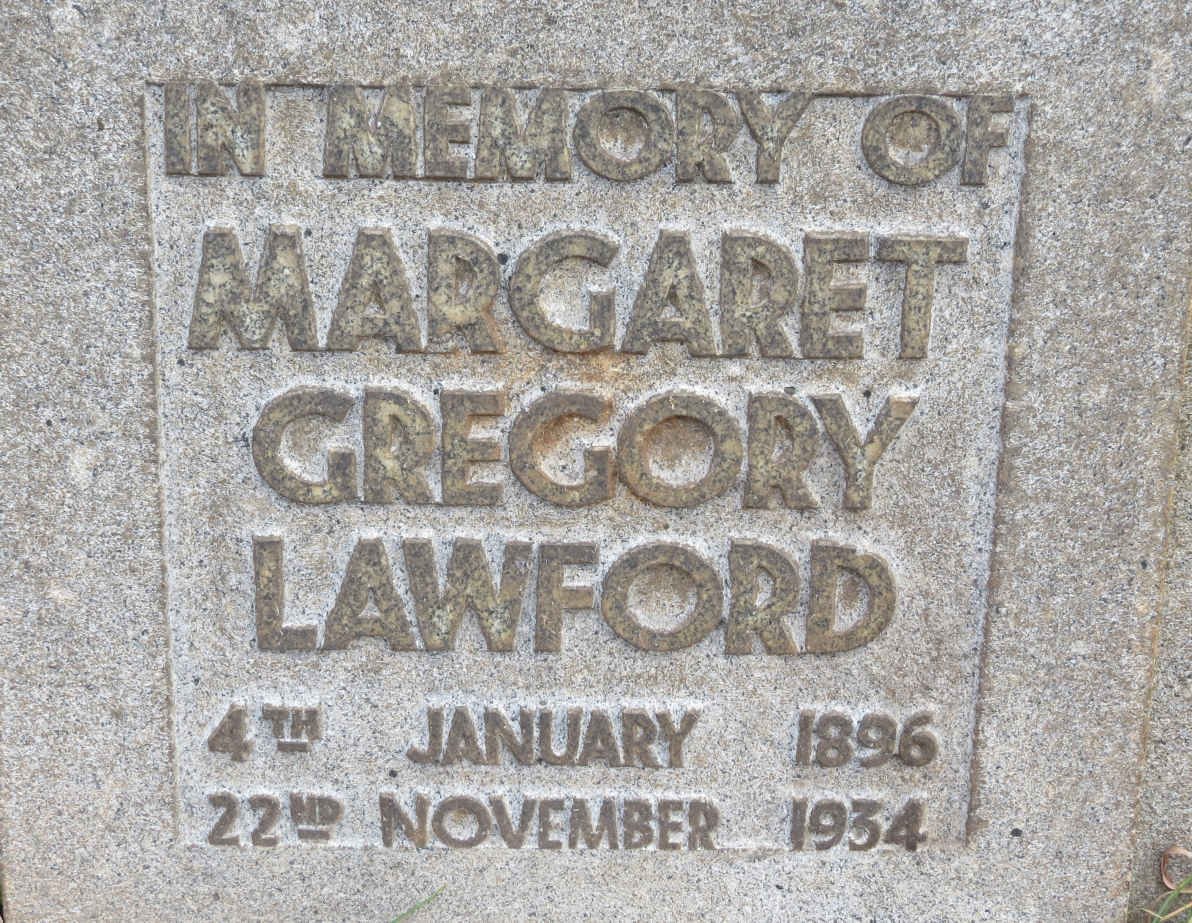 IN MEMORY OF
MARGARET
GREGORY
LAWFORD
4TH JANUARY 1896
22ND NOVEMBER 1934